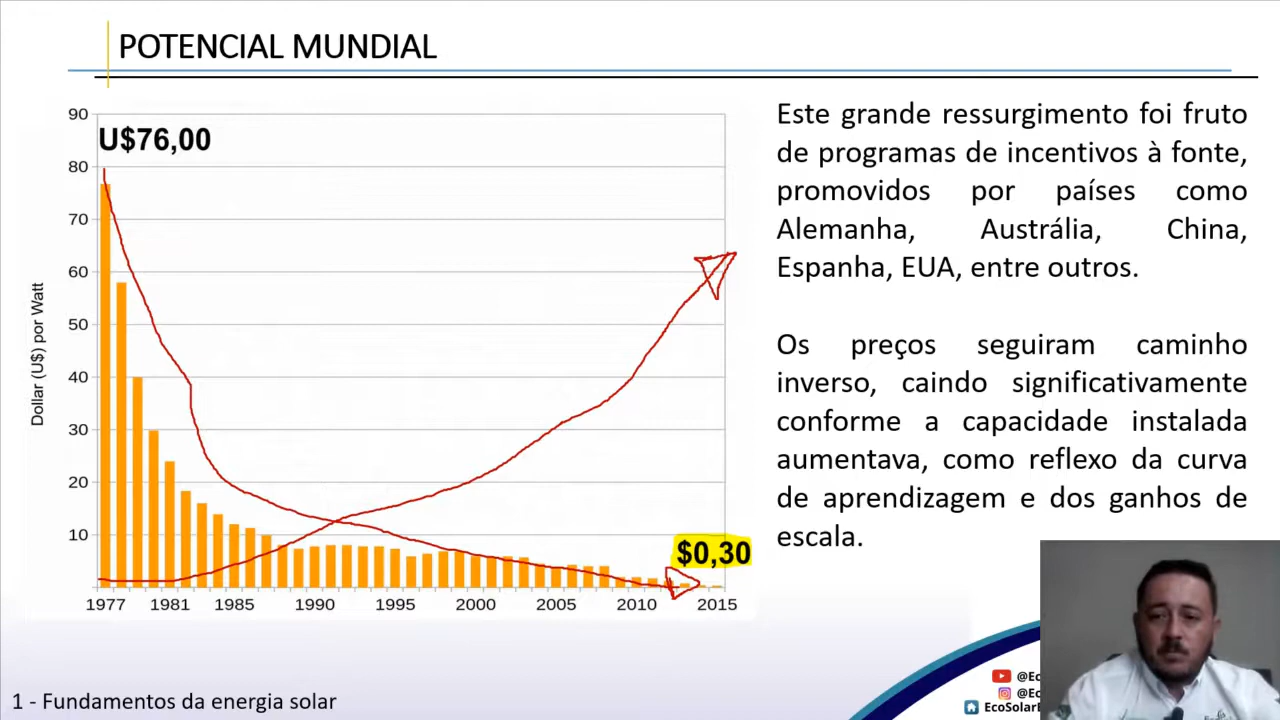 POTENCIAL MUNDIAL
90
80
70
60
50
40
30
20
10
Dollar (U$) por Watt
U$76,00
$0,30
1977 1981 1985 1990 1995 2000 2005 2010 2015
Este grande ressurgimento foi fruto
de programas de incentivos à fonte,
promovidos por países como
Alemanha, Austrália, China,
Espanha, EUA, entre outros.
Os preços seguiram caminho
inverso, caindo significativamente
conforme a capacidade instalada
aumentava, como reflexo da curva
de aprendizagem e dos ganhos de
escala.
1 - Fundamentos da energia solar